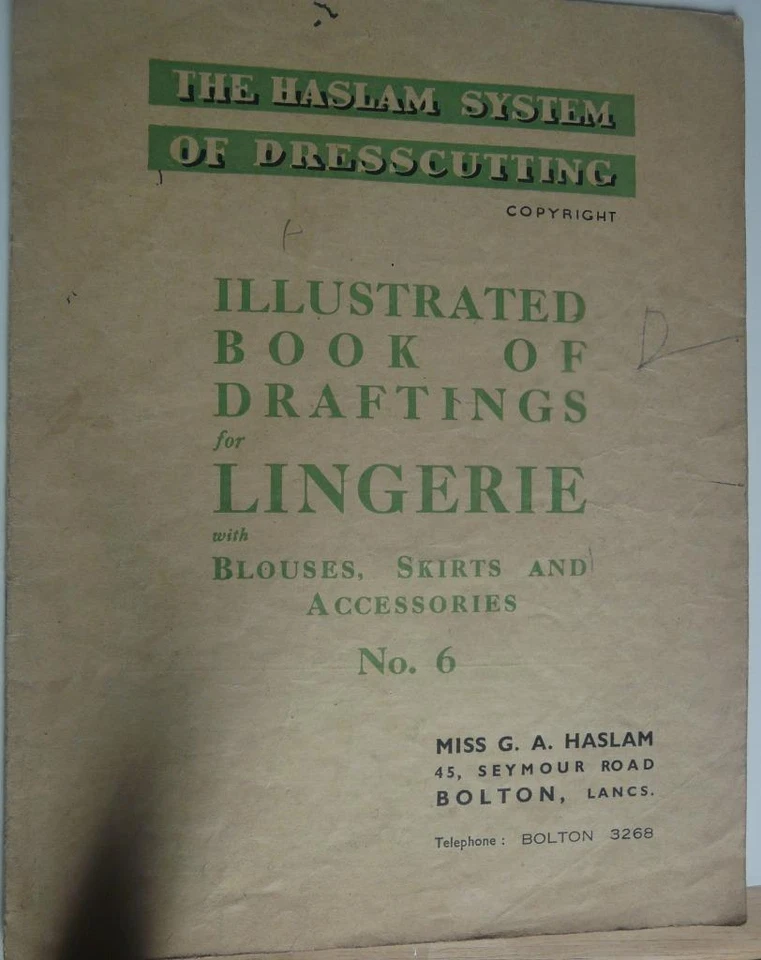 THE HASLAM SYSTEM
OF DRESSCUTTING
COPYRIGHT
ILLUSTRATED
BOOK OF
DRAFTINGS
for
LINGERIE
with
BLOUSES, SKIRTS AND
ACCESSORIES
No. 6
MISS G. A. HASLAM
45, SEYMOUR ROAD
BOLTON, LANCS.
Telephone : BOLTON 3268